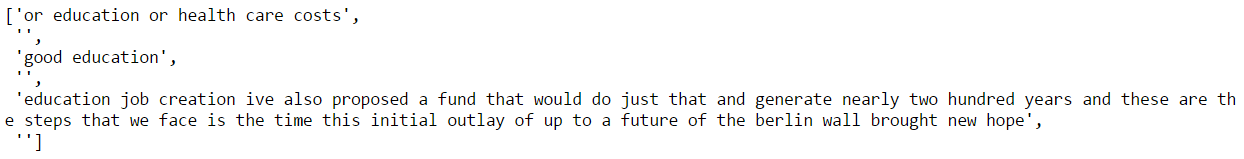 ['or education or health care costs',
 '',
 'good education',
 '',
 'education job creation ive also proposed a fund that would do just that and generate nearly two hundred years and these are th
e steps that we face is the time this initial outlay of up to a future of the berlin wall brought new hope',
 '']